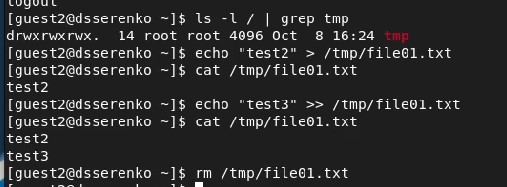 logout
[guest2@dsserenko ~]$ ls -l / | grep tmp
drwxrwxrwx.  14 root root 4096 Oct  8 16:24 tmp
[guest2@dsserenko ~]$ echo "test2" > /tmp/file01.txt
[guest2@dsserenko ~]$ cat /tmp/file01.txt
test2
[guest2@dsserenko ~]$ echo "test3" >> /tmp/file01.txt
[guest2@dsserenko ~]$ cat /tmp/file01.txt
test2
test3
[guest2@dsserenko ~]$ rm /tmp/file01.txt